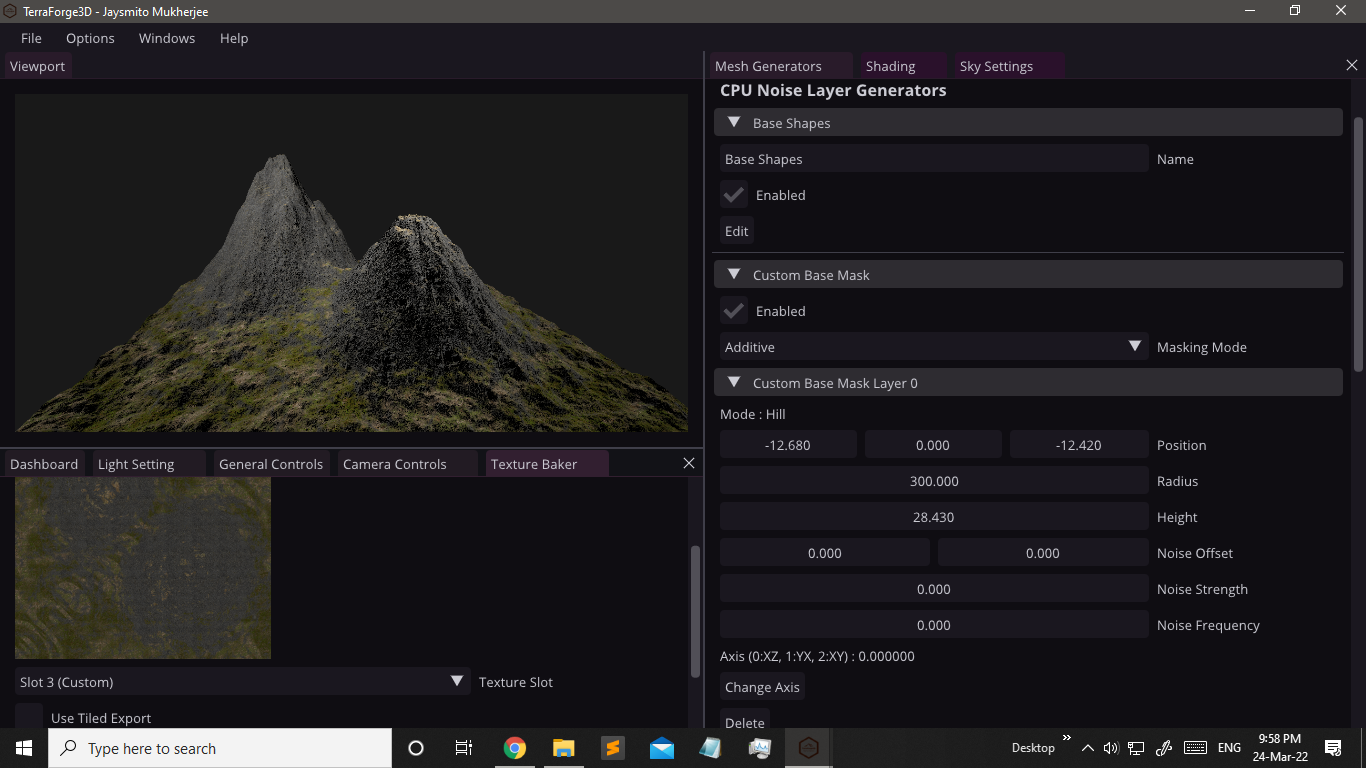 TerraForge3D - Jaysmito Mukherjee
File Options Windows Help
Viewport
Mesh Generators Shading Sky Settings
CPU Noise Layer Generators
Base Shapes
Base Shapes Name
Enabled
Edit
Custom Base Mask
Enabled
Additive Masking Mode
Custom Base Mask Layer 0
Mode : Hill
-12.680 0.000 -12.420 Position
300.000 Radius
28.430 Height
0.000 0.000 Noise Offset
0.000 Noise Strength
0.000 Noise Frequency
Axis (0:XZ, 1:YX, 2:XY) : 0.000000
Change Axis
Delete
Dashboard Light Setting General Controls Camera Controls Texture Baker
Slot 3 (Custom) Texture Slot
Use Tiled Export
Type here to search
Desktop
ENG
9:58 PM
24-Mar-22